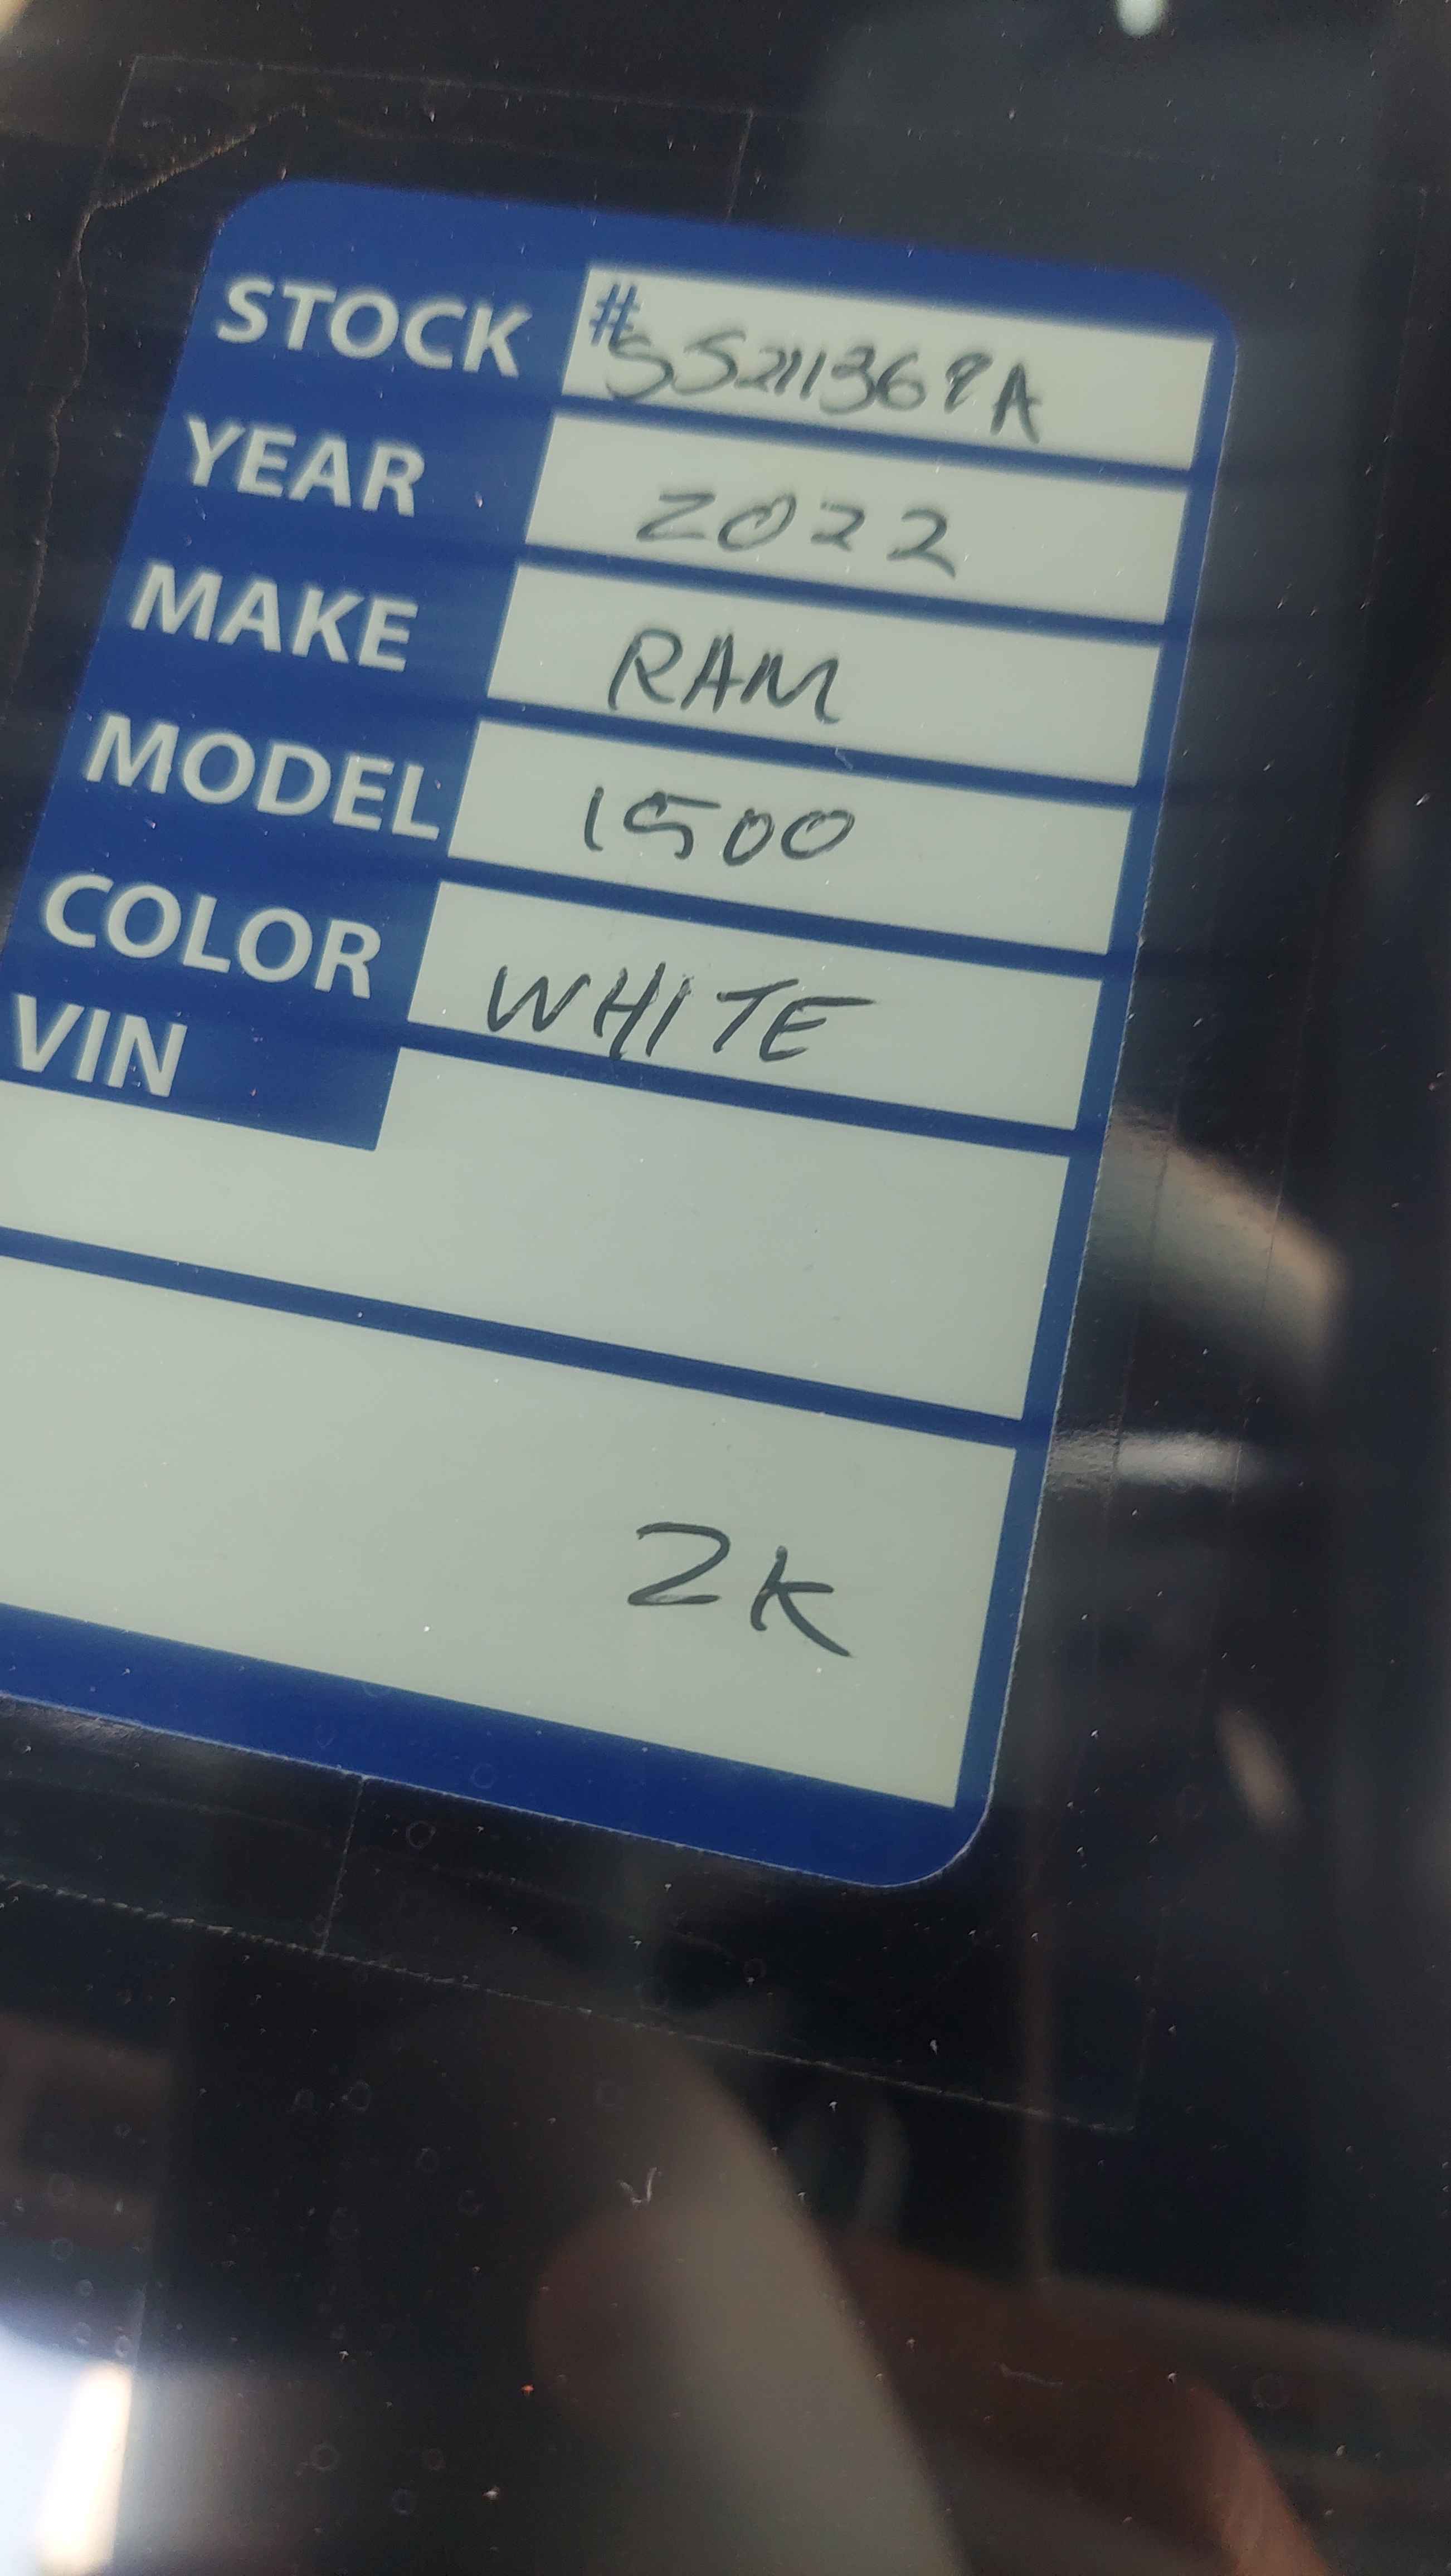 STOCK #SS211368A
YEAR 2022
MAKE RAM
MODEL 1500
COLOR WHITE
VIN
2K